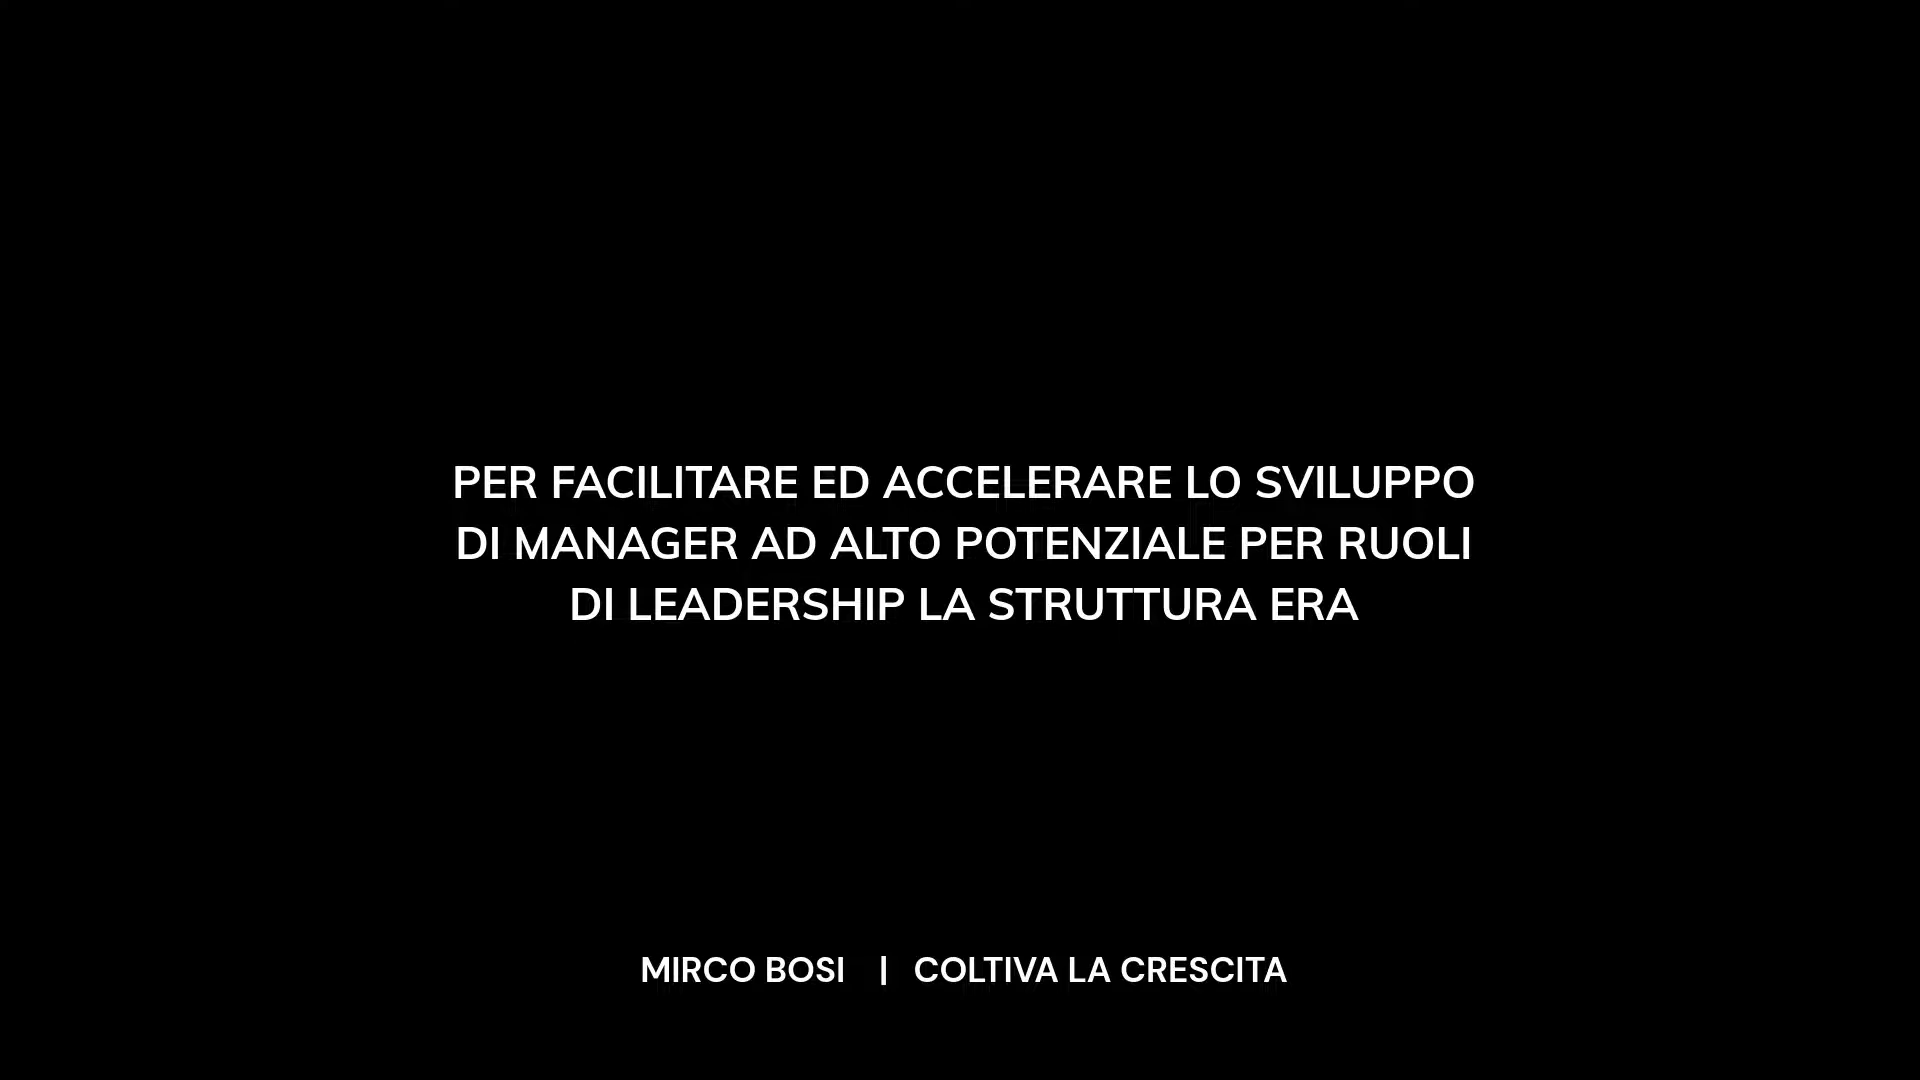 PER FACILITARE ED ACCELERARE LO SVILUPPO
DI MANAGER AD ALTO POTENZIALE PER RUOLI
DI LEADERSHIP LA STRUTTURA ERA
MIRCO BOSI | COLTIVA LA CRESCITA